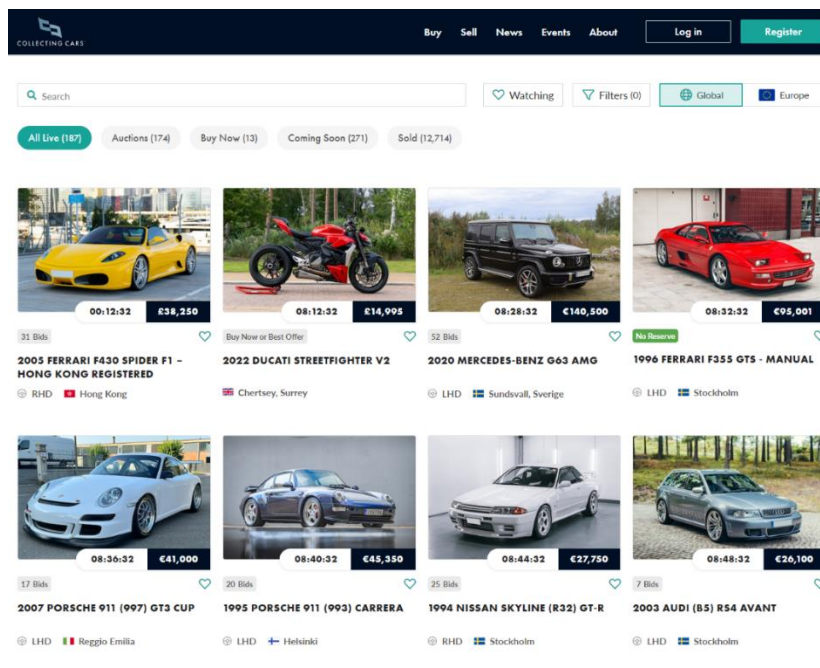 COLLECTING CARS
Buy Sell News Events About Log in Register
Search Watching Filters (0) Global Europe
All Live (187) Auctions (174) Buy Now (13) Coming Soon (271) Sold (12,714)
00:12:32 £38,250 08:12:32 £14,995 08:28:32 €140,500 08:32:32 €95,001
31 Bids Buy Now or Best Offer 52 Bids No Reserve
2005 FERRARI F430 SPIDER F1 – 2022 DUCATI STREETFIGHTER V2 2020 MERCEDES-BENZ G63 AMG 1996 FERRARI F355 GTS - MANUAL
HONG KONG REGISTERED
RHD Hong Kong Chertsey, Surrey LHD Sundsvall, Sverige LHD Stockholm
08:36:32 €41,000 08:40:32 €45,350 08:44:32 €27,750 08:48:32 €26,100
17 Bids 20 Bids 25 Bids 7 Bids
2007 PORSCHE 911 (997) GT3 CUP 1995 PORSCHE 911 (993) CARRERA 1994 NISSAN SKYLINE (R32) GT-R 2003 AUDI (B5) RS4 AVANT
LHD Reggio Emilia LHD Helsinki RHD Stockholm LHD Stockholm